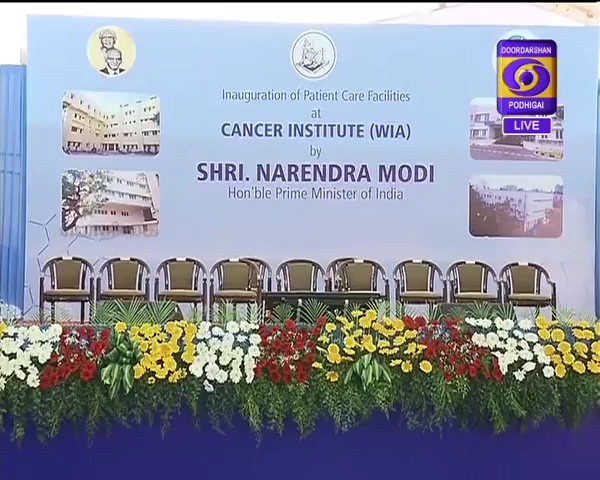 Inauguration of Patient Care Facilities
at
CANCER INSTITUTE (WIA)
by
SHRI. NARENDRA MODI
Hon'ble Prime Minister of India
DOORDARSHAN
PODHIGAI
LIVE